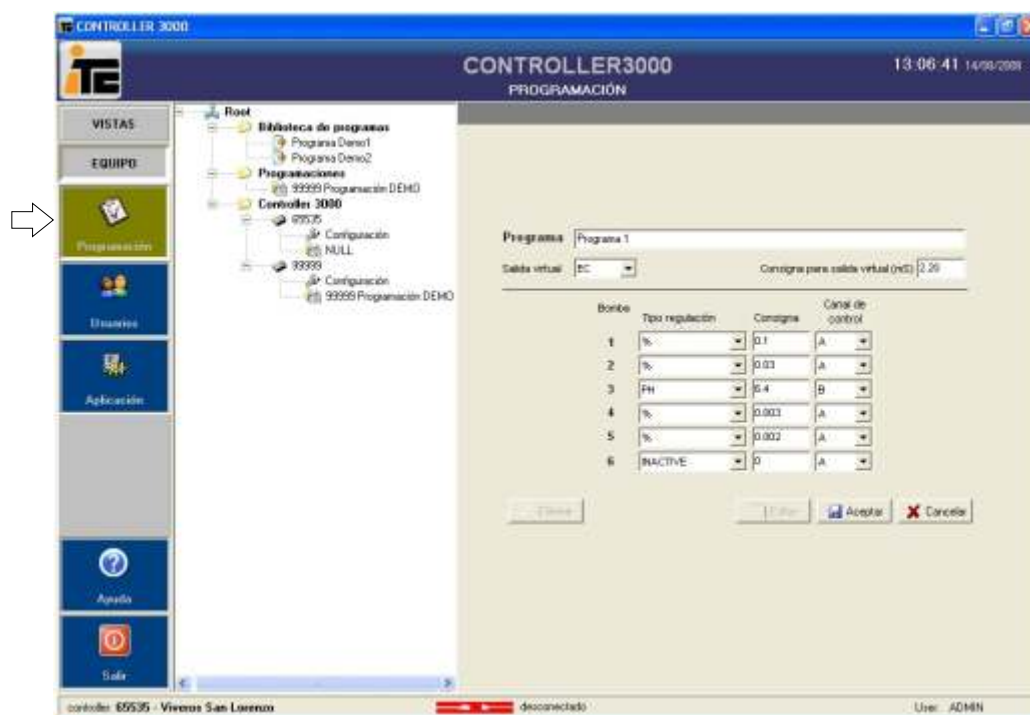 CONTROLLER 3000
iTC
CONTROLLER3000
PROGRAMACIÓN
13:06:41 14/08/2008
VISTAS
EQUIPO
Programación
Usuarios
Aplicación
Ayuda
Salir
Root
Biblioteca de programas
Programa Demo1
Programa Demo2
Programaciones
99999 Programación DEMO
Controller 3000
65535
Configuración
NULL
99999
Configuración
99999 Programación DEMO
Programa Programa 1
Salida virtual EC Consigna para salida virtual (mS) 2.20
Bomba Tipo regulación Consigna Canal de control
1 % 0.1 A
2 % 0.03 A
3 PH 6.4 B
4 % 0.003 A
5 % 0.002 A
6 INACTIVE 0 A
Aceptar Cancelar
controller 65535 - Viveros San Lorenzo desconectado User: ADMIN